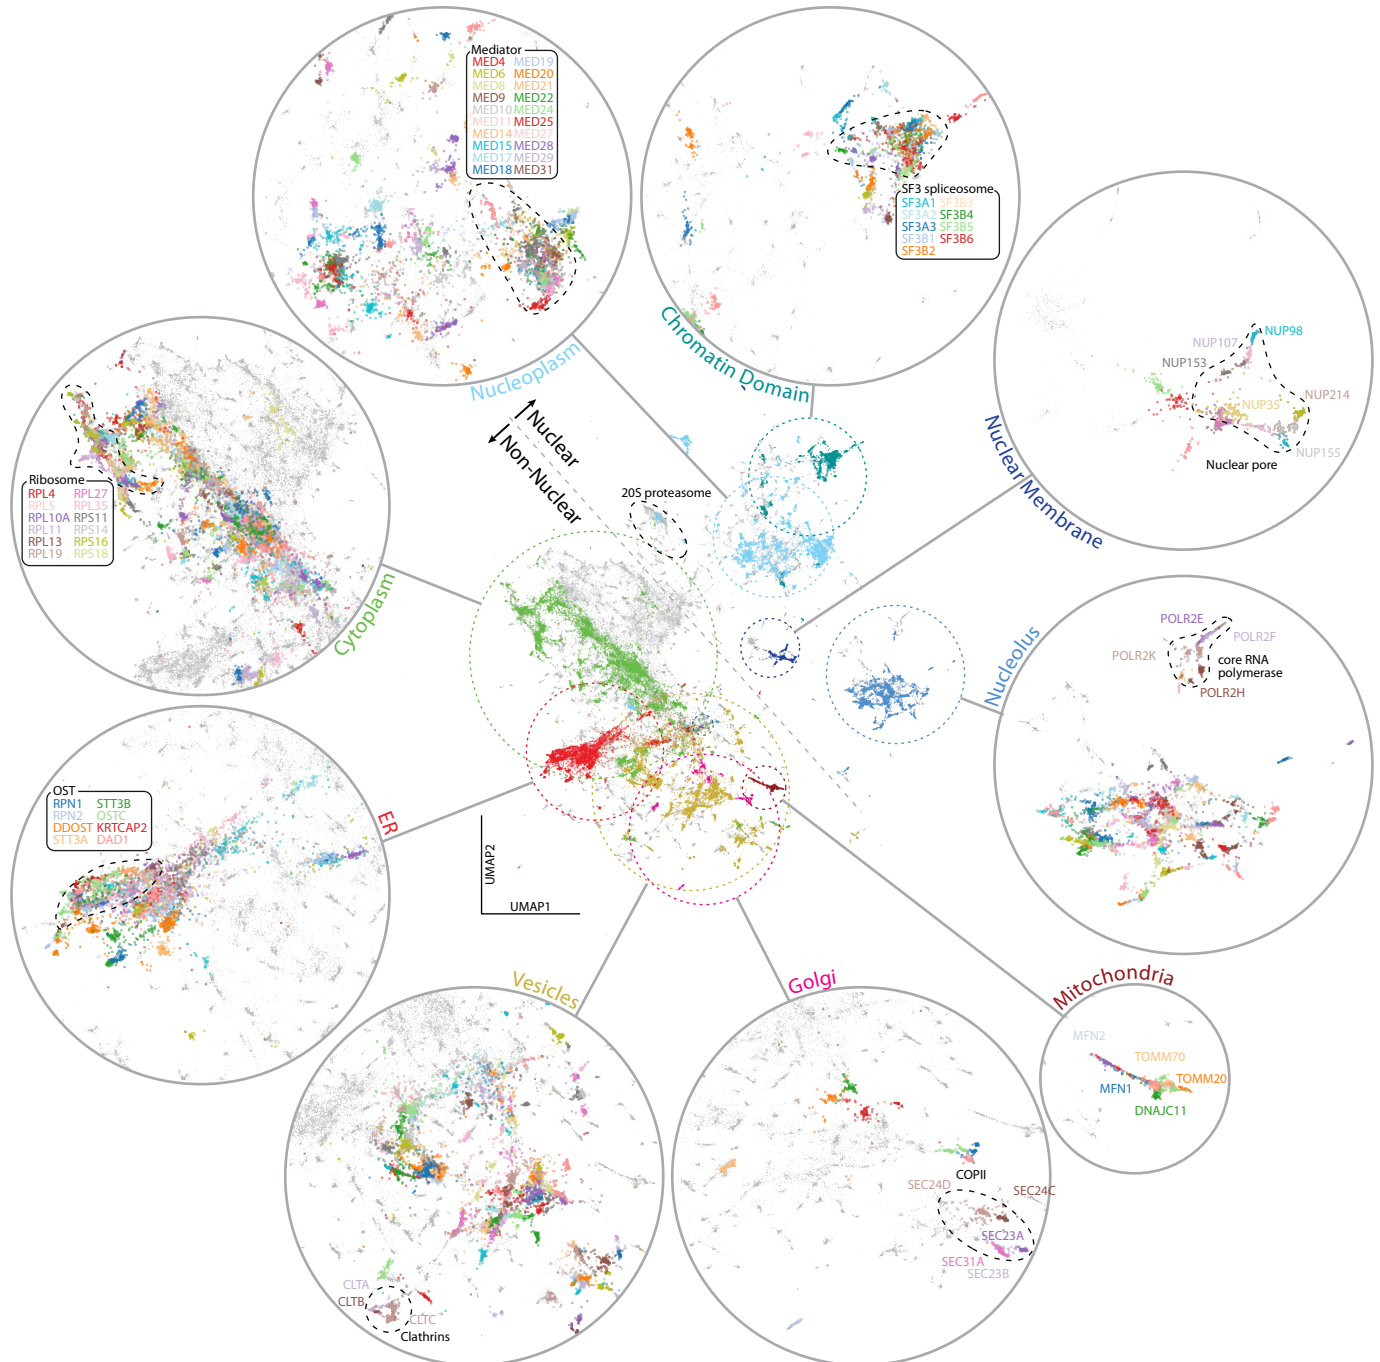 Mediator
MED4 MED19
MED6 MED20
MED8 MED21
MED9 MED22
MED10 MED24
MED11 MED25
MED14 MED27
MED15 MED28
MED17 MED29
MED18 MED31
Nucleoplasm
SF3 spliceosome
SF3A1 SF3B3
SF3A2 SF3B4
SF3A3 SF3B5
SF3B1 SF3B6
SF3B2
Chromatin Domain
NUP98
NUP107
NUP153
NUP35
NUP214
NUP155
Nuclear pore
Nuclear Membrane
Nuclear
Non-Nuclear
20S proteasome
Ribosome
RPL4 RPL27
RPL5 RPL35
RPL10A RPS11
RPL11 RPS14
RPL13 RPS16
RPL19 RPS18
Cytoplasm
POLR2E
POLR2F
POLR2K
core RNA
polymerase
POLR2H
Nucleolus
OST
RPN1 STT3B
RPN2 OSTC
DDOST KRTCAP2
STT3A DAD1
ER
UMAP2
UMAP1
Vesicles
CLTA
CLTB
CLTC
Clathrins
Golgi
COPII
SEC24D
SEC24C
SEC23A
SEC31A
SEC23B
Mitochondria
MFN2
TOMM70
TOMM20
MFN1
DNAJC11